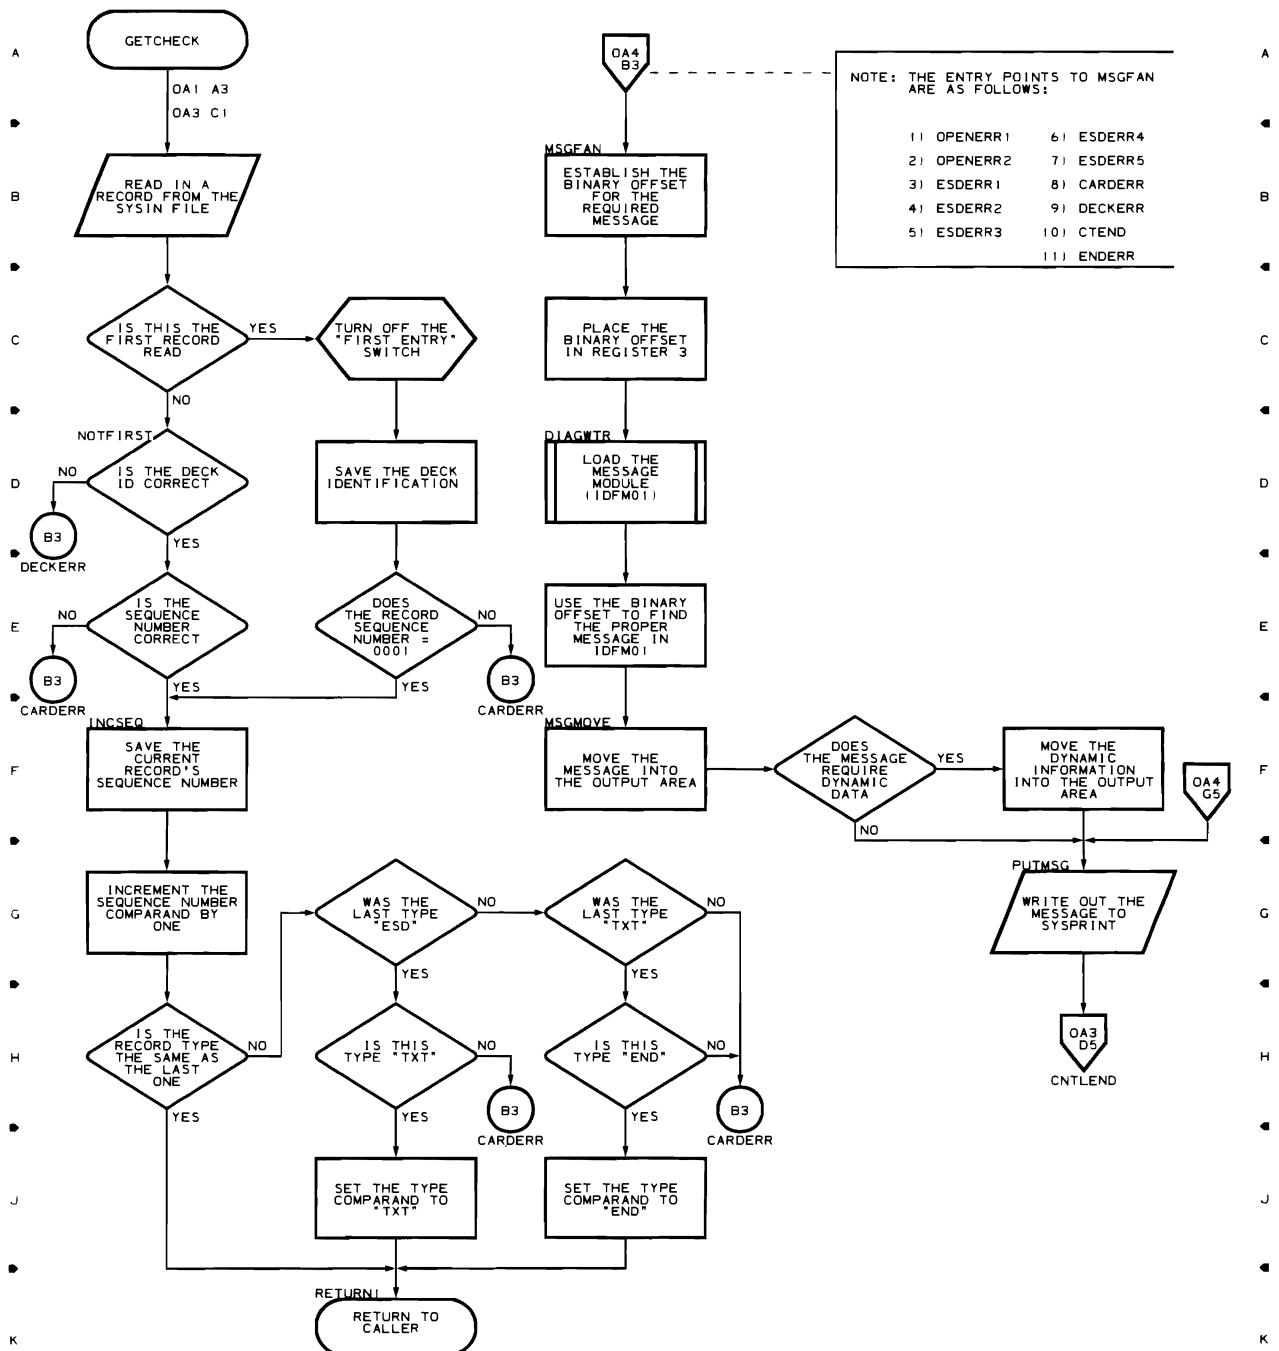 A
GETCHECK
OA1 A3
OA3 C1
OA4
B3
NOTE: THE ENTRY POINTS TO MSGFAN
ARE AS FOLLOWS:
1) OPENERR1
2) OPENERR2
3) ESDERR1
4) ESDERR2
5) ESDERR3
6) ESDERR4
7) ESDERR5
8) CARDERR
9) DECKERR
10) CTEND
11) ENDERR
A
B
READ IN A
RECORD FROM THE
SYSIN FILE
MSGFAN
ESTABLISH THE
BINARY OFFSET
FOR THE
REQUIRED
MESSAGE
B
C
IS THIS THE
FIRST RECORD
READ
YES
NO
TURN OFF THE
"FIRST ENTRY"
SWITCH
PLACE THE
BINARY OFFSET
IN REGISTER 3
C
D
NOTFIRST
IS THE DECK
ID CORRECT
NO
B3
DECKERR
YES
SAVE THE DECK
IDENTIFICATION
DIAGWTR
LOAD THE
MESSAGE
MODULE
(IDFM01)
D
E
IS THE
SEQUENCE
NUMBER
CORRECT
NO
B3
CARDERR
YES
DOES
THE RECORD
SEQUENCE
NUMBER =
0001
NO
B3
CARDERR
YES
USE THE BINARY
OFFSET TO FIND
THE PROPER
MESSAGE IN
IDFM01
E
F
INCSEQ
SAVE THE
CURRENT
RECORD'S
SEQUENCE NUMBER
MSGMOVE
MOVE THE
MESSAGE INTO
THE OUTPUT AREA
DOES
THE MESSAGE
REQUIRE
DYNAMIC
DATA
YES
NO
MOVE THE
DYNAMIC
INFORMATION
INTO THE OUTPUT
AREA
OA4
G5
F
G
INCREMENT THE
SEQUENCE NUMBER
COMPARAND BY
ONE
WAS THE
LAST TYPE
"ESD"
NO
YES
WAS THE
LAST TYPE
"TXT"
NO
YES
PUTMSG
WRITE OUT THE
MESSAGE TO
SYSPRINT
G
H
IS THE
RECORD TYPE
THE SAME AS
THE LAST
ONE
NO
YES
IS THIS
TYPE "TXT"
NO
B3
CARDERR
YES
IS THIS
TYPE "END"
NO
B3
CARDERR
YES
OA3
D5
CNTLEND
H
J
SET THE TYPE
COMPARAND TO
"TXT"
SET THE TYPE
COMPARAND TO
"END"
J
K
RETURN1
RETURN TO
CALLER
K